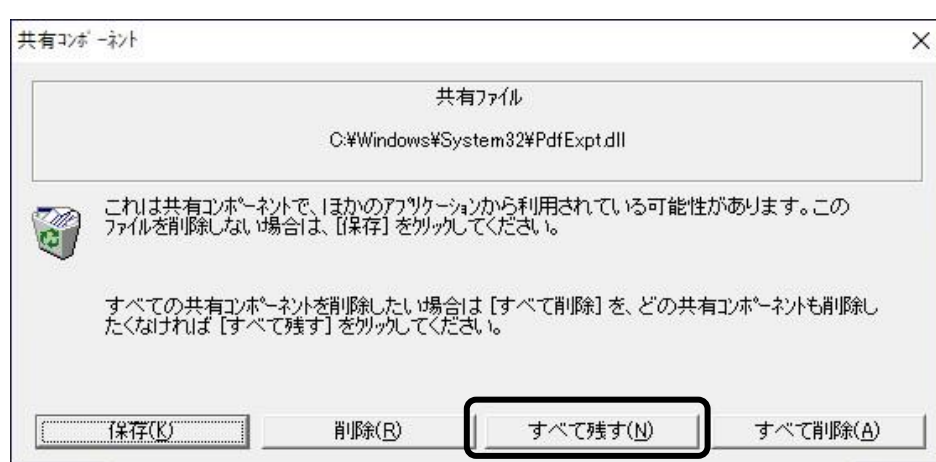 共有ｺﾝﾎﾟｰﾈﾝﾄ
共有ﾌｧｲﾙ
C:¥Windows¥System32¥PdfExpt.dll
これは共有ｺﾝﾎﾟｰﾈﾝﾄで、ほかのｱﾌﾟﾘｹｰｼｮﾝから利用されている可能性があります。この
ﾌｧｲﾙを削除しない場合は、[保存] をｸﾘｯｸしてください。
すべての共有ｺﾝﾎﾟｰﾈﾝﾄを削除したい場合は [すべて削除] を、どの共有ｺﾝﾎﾟｰﾈﾝﾄも削除し
たくなければ [すべて残す] をｸﾘｯｸしてください。
保存(K) 削除(R) すべて残す(N) すべて削除(A)